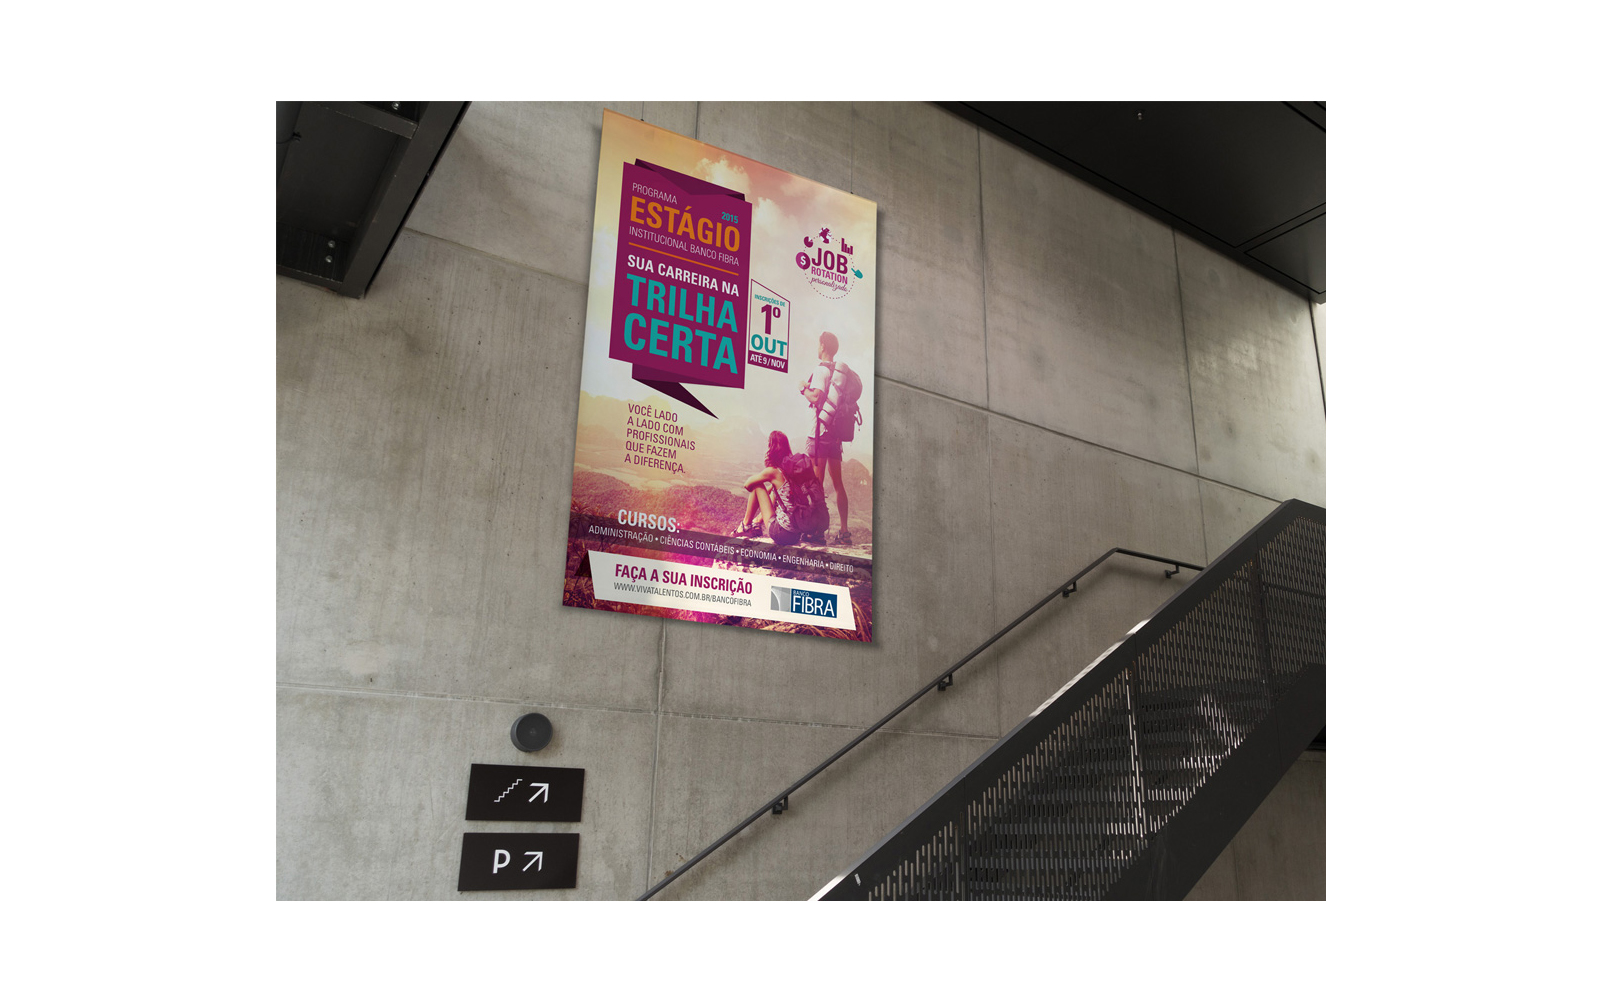 PROGRAMA
2015
ESTÁGIO
INSTITUCIONAL BANCO FIBRA
SUA CARREIRA NA
TRILHA
CERTA
INSCRIÇÕES DE
1º
OUT
ATÉ 9 / NOV
$ JOB
ROTATION
personalizado
VOCÊ LADO
A LADO COM
PROFISSIONAIS
QUE FAZEM
A DIFERENÇA.
CURSOS:
ADMINISTRAÇÃO • CIÊNCIAS CONTÁBEIS • ECONOMIA • ENGENHARIA • DIREITO
FAÇA A SUA INSCRIÇÃO
WWW.VIVATALENTOS.COM.BR/BANCOFIBRA
BANCO
FIBRA
P